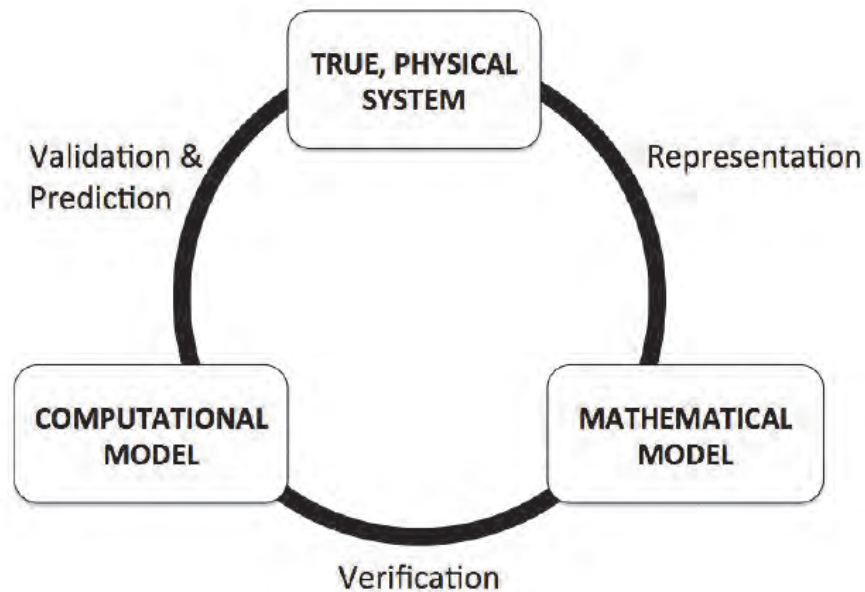 TRUE, PHYSICAL
SYSTEM
Validation &
Prediction
Representation
COMPUTATIONAL
MODEL
MATHEMATICAL
MODEL
Verification